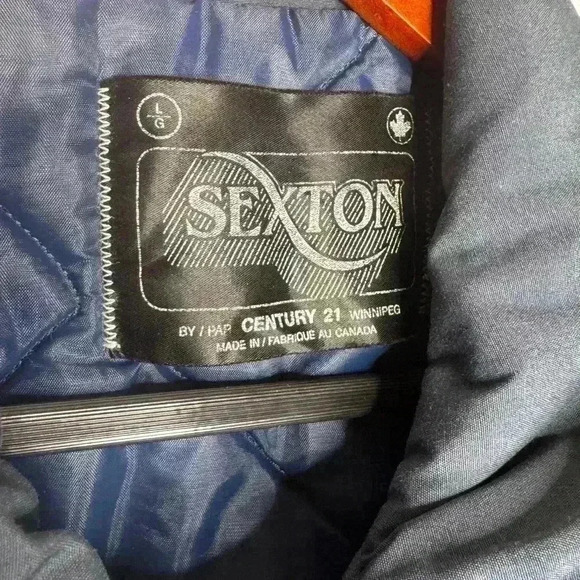 L
G
SEXTON
BY / PAR CENTURY 21 WINNIPEG
MADE IN / FABRIQUÉ AU CANADA